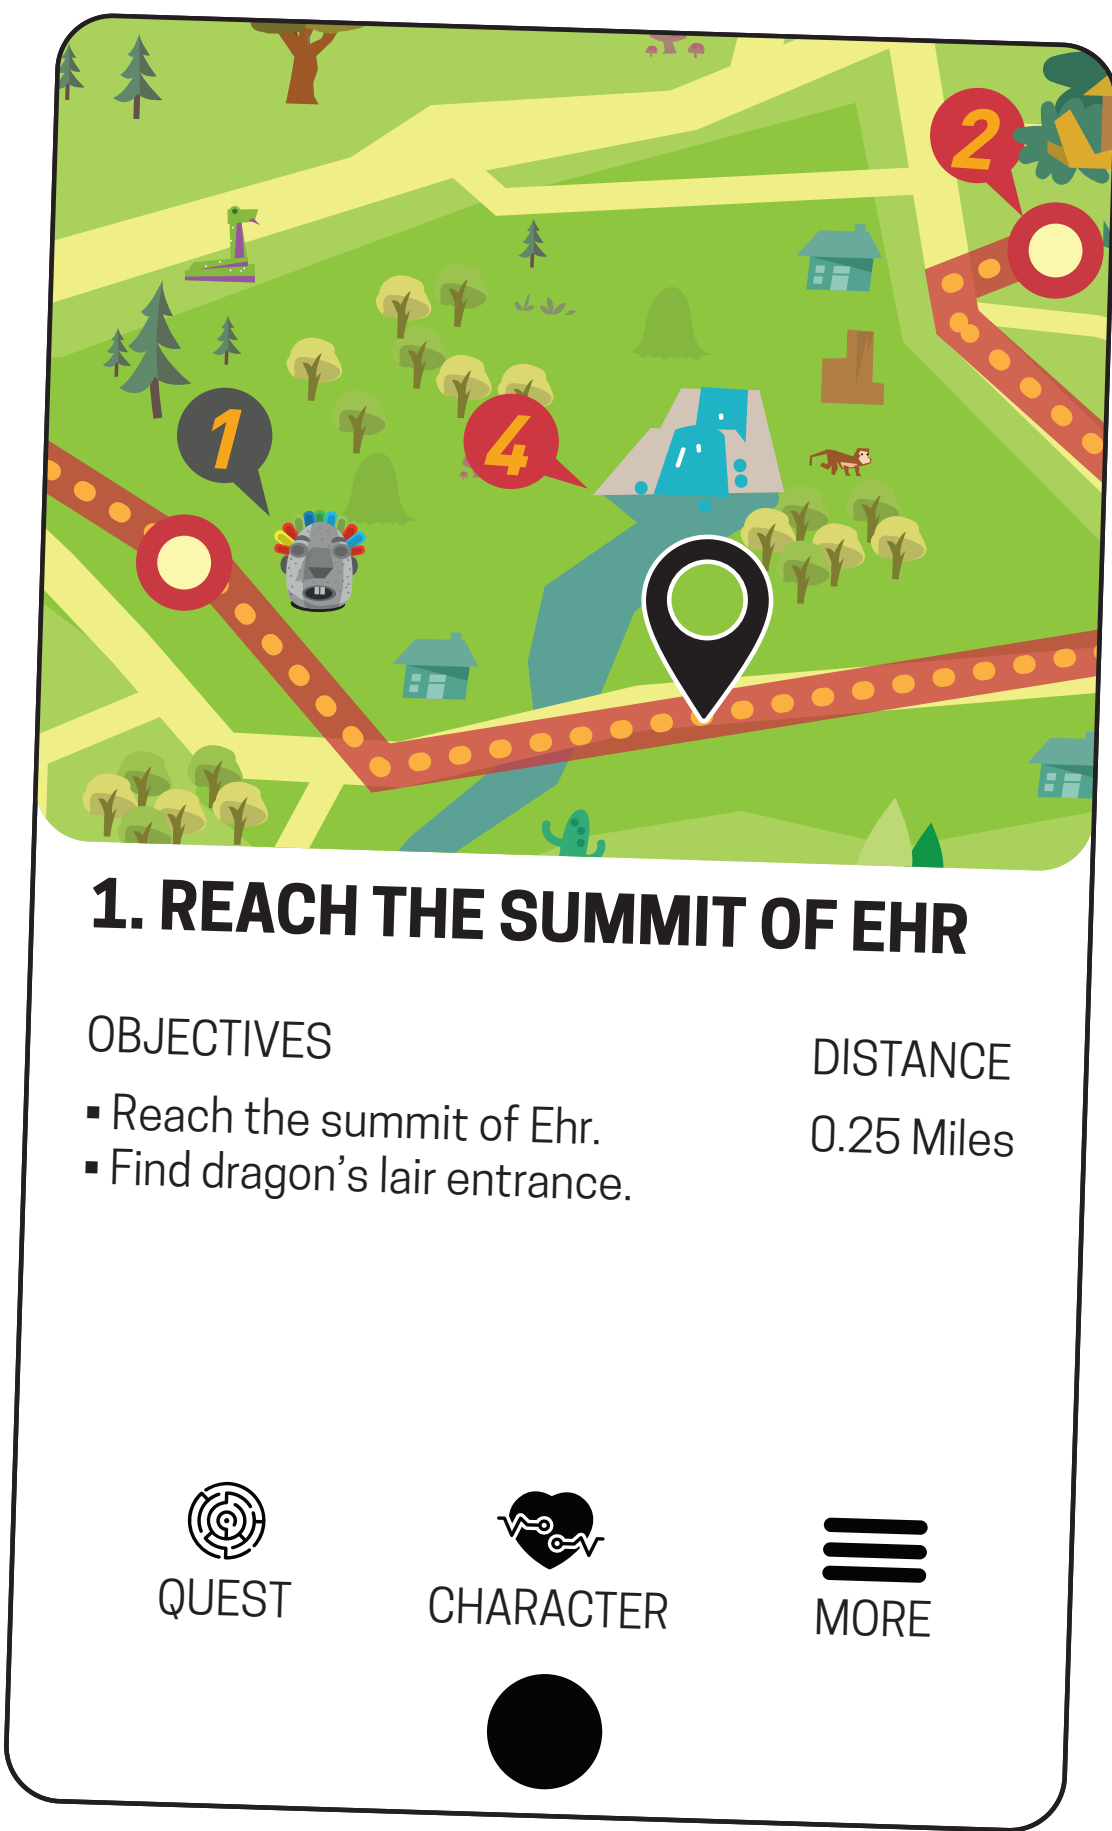 2
1
4
1. REACH THE SUMMIT OF EHR
OBJECTIVES
▪ Reach the summit of Ehr.
▪ Find dragon’s lair entrance.
DISTANCE
0.25 Miles
QUEST
CHARACTER
MORE